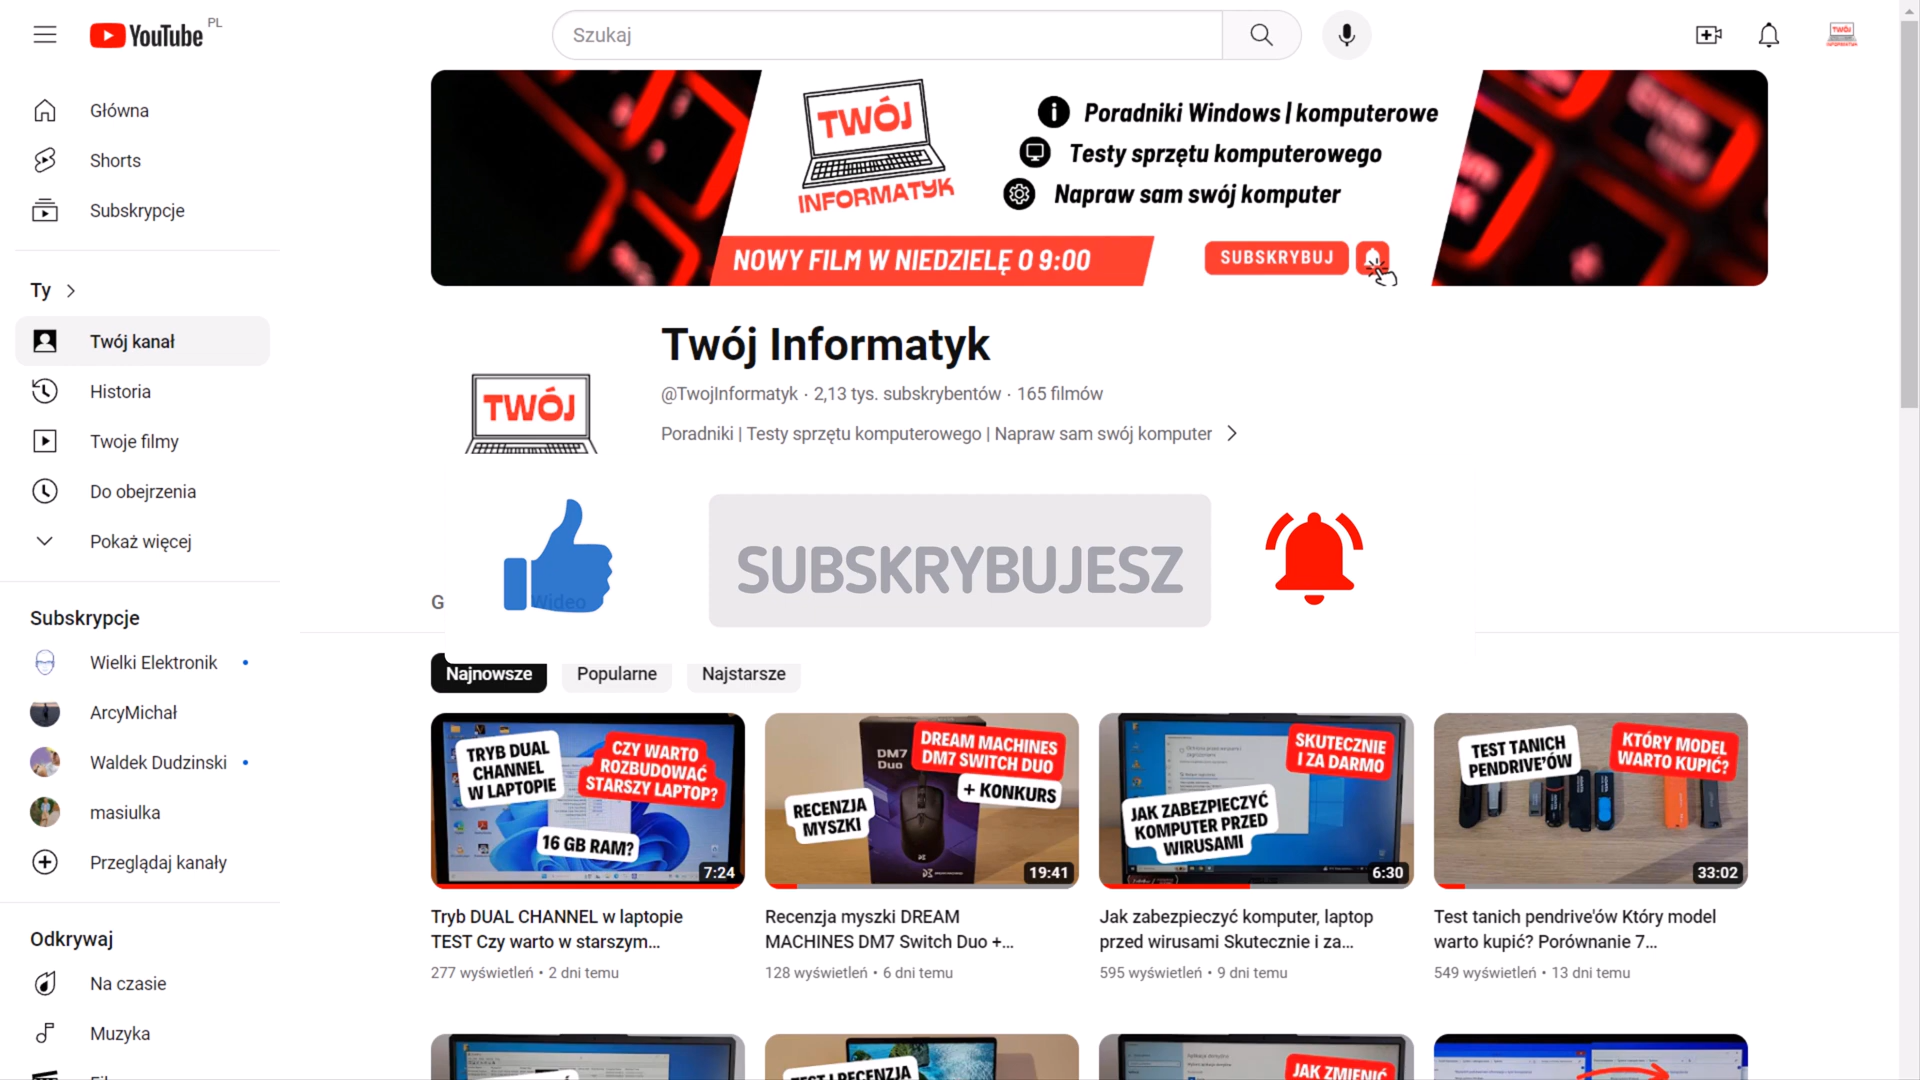 YouTube PL
Szukaj
TWÓJ
INFORMATYK
Główna
Shorts
Subskrypcje
Ty
Twój kanał
Historia
Twoje filmy
Do obejrzenia
Pokaż więcej
Subskrypcje
Wielki Elektronik
ArcyMichał
Waldek Dudzinski
masiulka
Przeglądaj kanały
Odkrywaj
Na czasie
Muzyka
TWÓJ
INFORMATYK
Poradniki Windows | komputerowe
Testy sprzętu komputerowego
Napraw sam swój komputer
NOWY FILM W NIEDZIELĘ O 9:00
SUBSKRYBUJ
TWÓJ
Twój Informatyk
@TwojInformatyk · 2,13 tys. subskrybentów · 165 filmów
Poradniki | Testy sprzętu komputerowego | Napraw sam swój komputer
SUBSKRYBUJESZ
G
Wideo
Najnowsze
Popularne
Najstarsze
TRYB DUAL
CHANNEL
W LAPTOPIE
CZY WARTO
ROZBUDOWAĆ
STARSZY LAPTOP?
16 GB RAM?
7:24
Tryb DUAL CHANNEL w laptopie
TEST Czy warto w starszym...
277 wyświetleń • 2 dni temu
DM7
Duo
DREAM MACHINES
DM7 SWITCH DUO
+ KONKURS
RECENZJA
MYSZKI
19:41
Recenzja myszki DREAM
MACHINES DM7 Switch Duo +...
128 wyświetleń • 6 dni temu
SKUTECZNIE
I ZA DARMO
JAK ZABEZPIECZYĆ
KOMPUTER PRZED
WIRUSAMI
6:30
Jak zabezpieczyć komputer, laptop
przed wirusami Skutecznie i za...
595 wyświetleń • 9 dni temu
TEST TANICH
PENDRIVE'ÓW
KTÓRY MODEL
WARTO KUPIĆ?
33:02
Test tanich pendrive'ów Który model
warto kupić? Porównanie 7...
549 wyświetleń • 13 dni temu
TEST I RECENZJA
JAK ZMIENIĆ